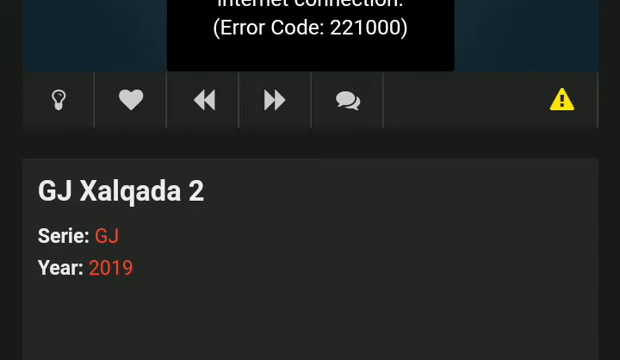 internet connection.
(Error Code: 221000)
GJ Xalqada 2
Serie: GJ
Year: 2019